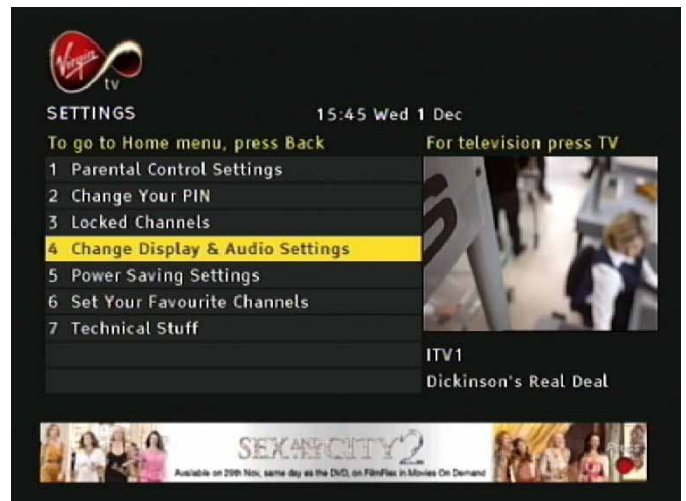 Virgin
tv
SETTINGS
15:45 Wed 1 Dec
To go to Home menu, press Back
For television press TV
1 Parental Control Settings
2 Change Your PIN
3 Locked Channels
4 Change Display & Audio Settings
5 Power Saving Settings
6 Set Your Favourite Channels
7 Technical Stuff
ITV1
Dickinson's Real Deal
SEX AND CITY 2
Available on 29th Nov, same day as the DVD, on FilmFlex in Movies On Demand
Press